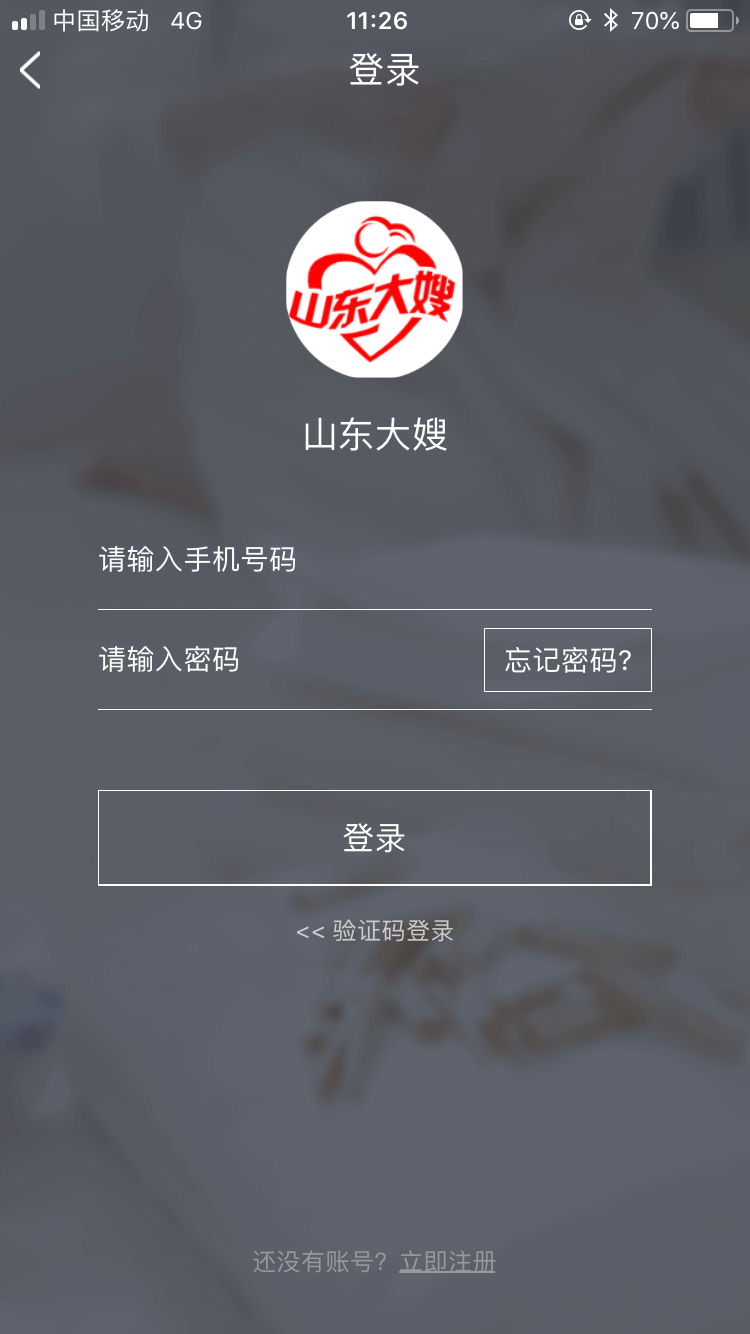 中国移动 4G 11:26 70%
登录
山东大嫂
山东大嫂
请输入手机号码
请输入密码 忘记密码?
登录
<< 验证码登录
还没有账号? 立即注册